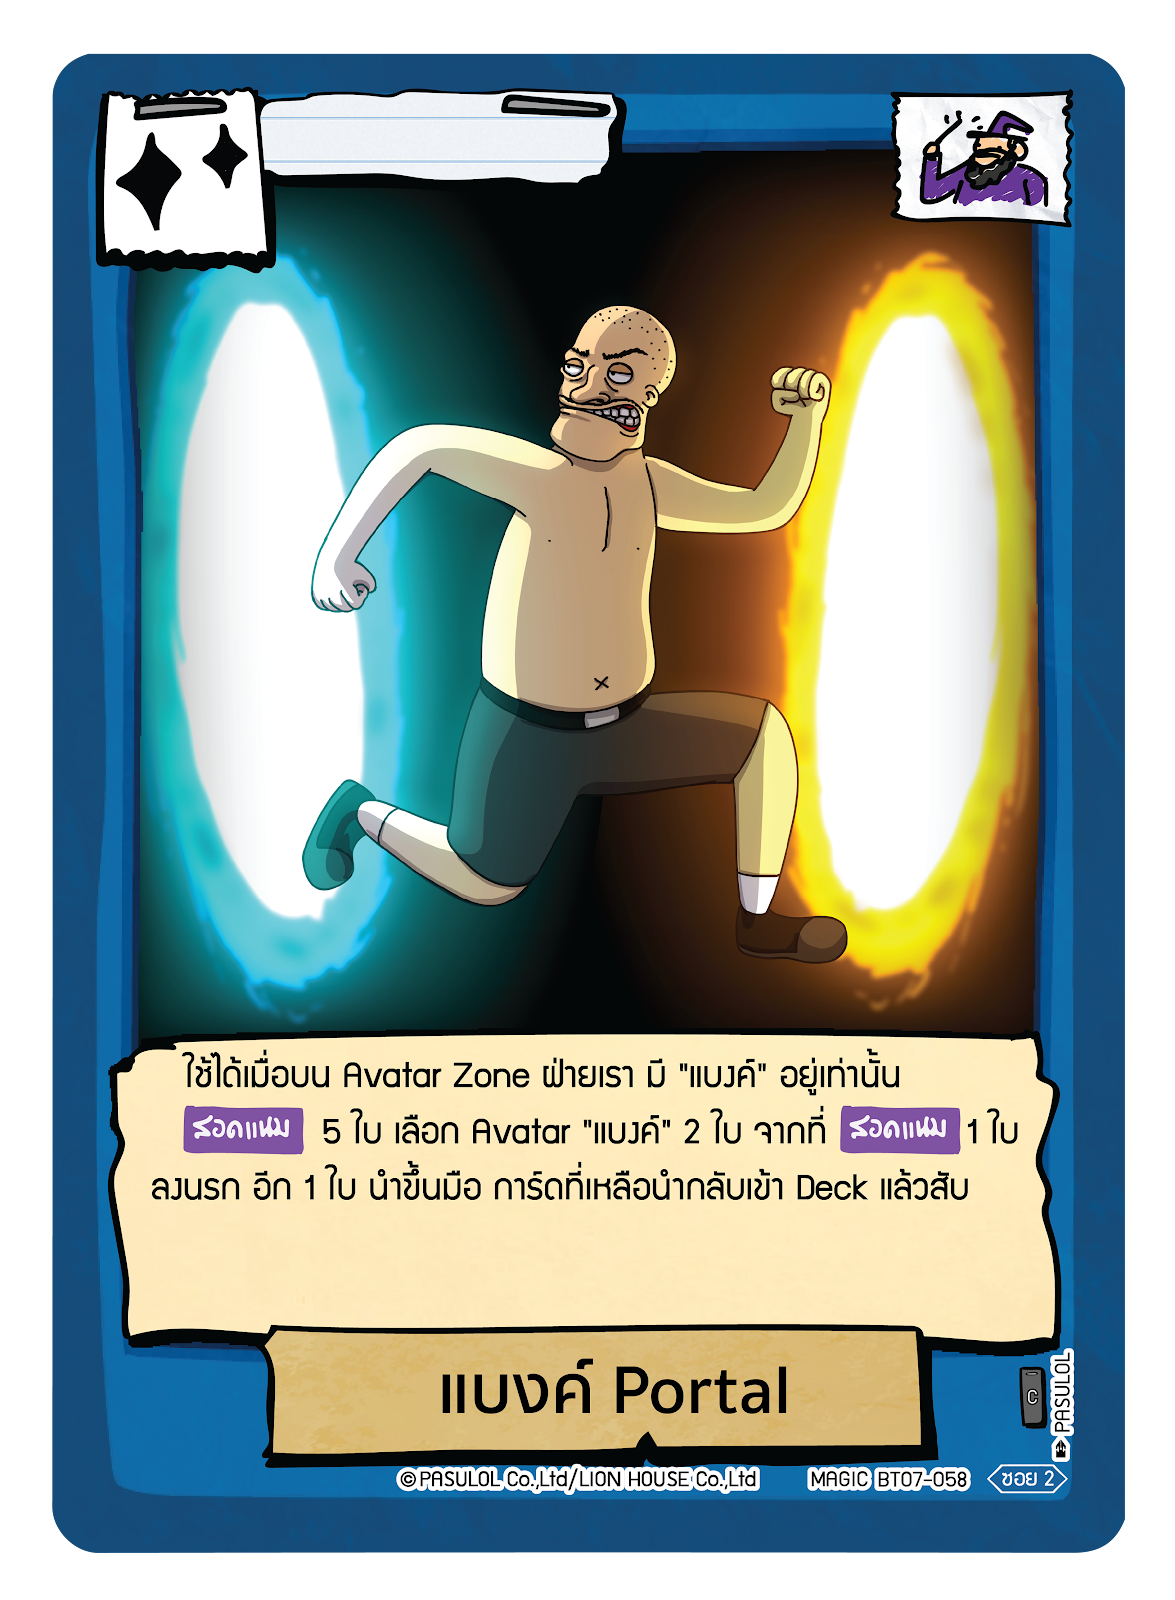 ใช้ได้เมื่อบน Avatar Zone ฝ่ายเรา มี "แบงค์" อยู่เท่านั้น
สอดแนม 5 ใบ เลือก Avatar "แบงค์" 2 ใบ จากที่ สอดแนม 1 ใบ
ลงนรก อีก 1 ใบ นำขึ้นมือ การ์ดที่เหลือนำกลับเข้า Deck แล้วสับ
แบงค์ Portal
C
PASULOL
©PASULOL Co.,Ltd/LION HOUSE Co.,Ltd MAGIC BT07-058 ซอย 2